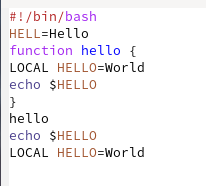 #!/bin/bash
HELL=Hello
function hello {
LOCAL HELLO=World
echo $HELLO
}
hello
echo $HELLO
LOCAL HELLO=World